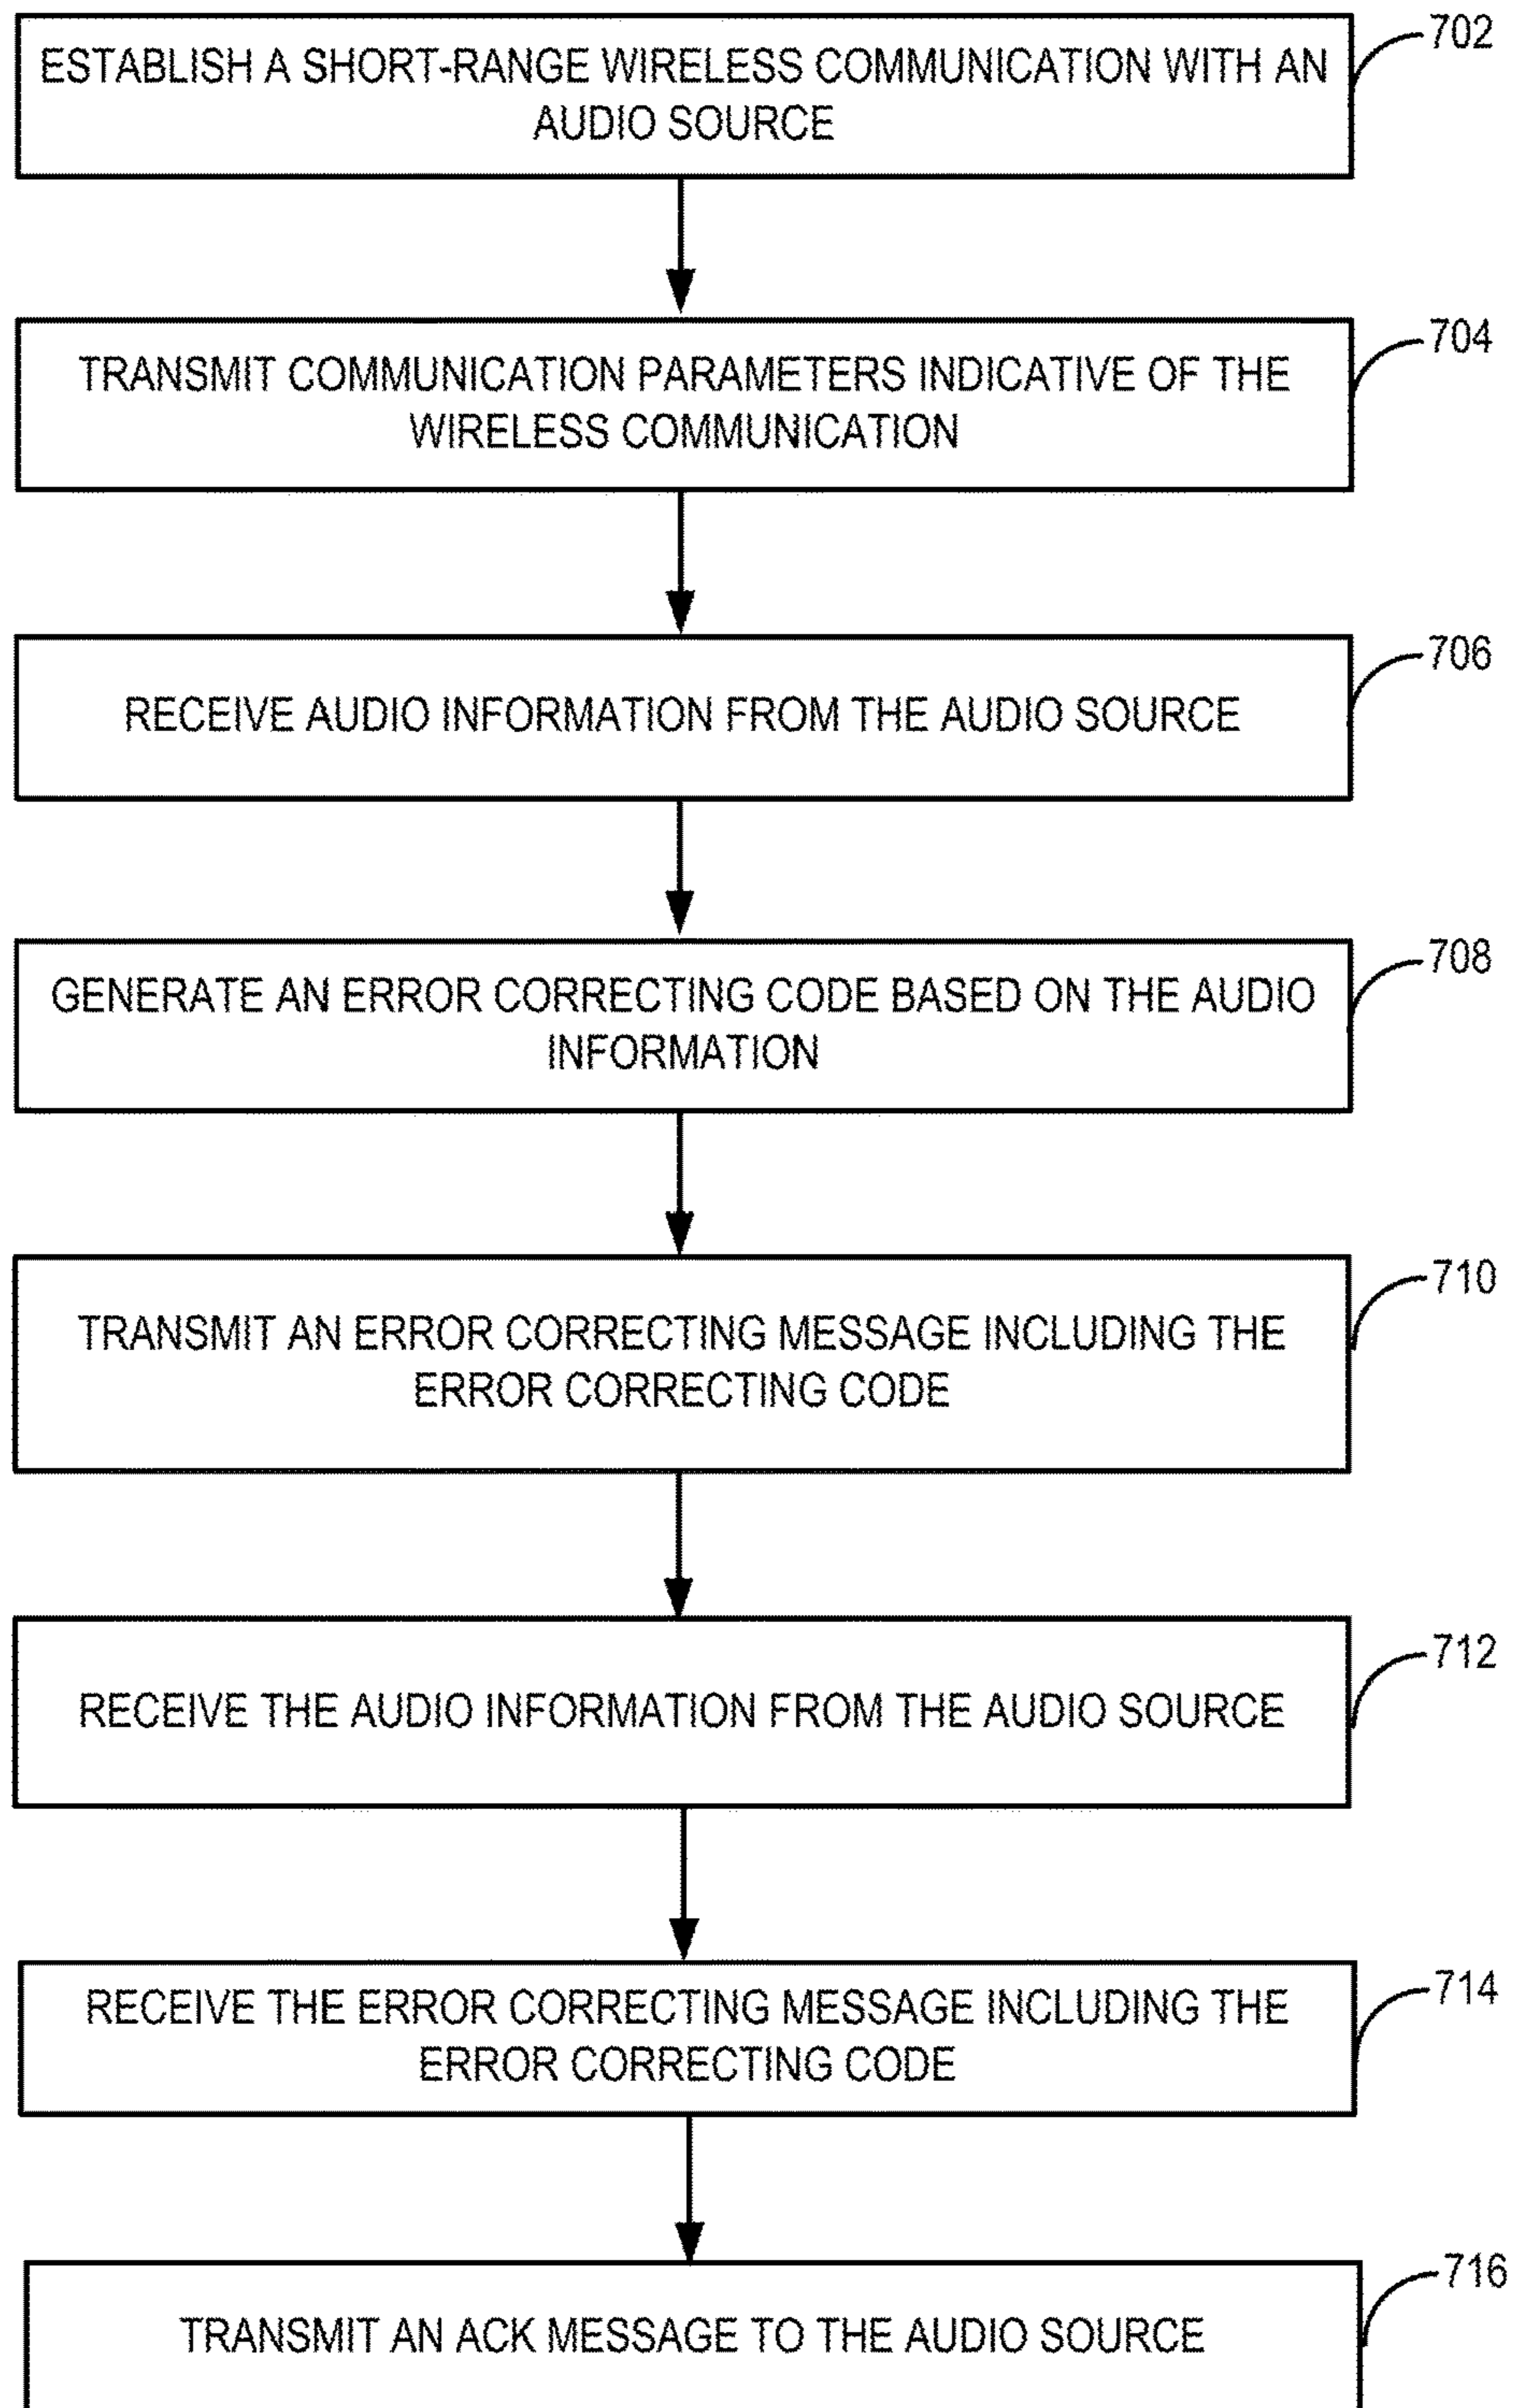 702
ESTABLISH A SHORT-RANGE WIRELESS COMMUNICATION WITH AN
AUDIO SOURCE
704
TRANSMIT COMMUNICATION PARAMETERS INDICATIVE OF THE
WIRELESS COMMUNICATION
706
RECEIVE AUDIO INFORMATION FROM THE AUDIO SOURCE
708
GENERATE AN ERROR CORRECTING CODE BASED ON THE AUDIO
INFORMATION
710
TRANSMIT AN ERROR CORRECTING MESSAGE INCLUDING THE
ERROR CORRECTING CODE
712
RECEIVE THE AUDIO INFORMATION FROM THE AUDIO SOURCE
714
RECEIVE THE ERROR CORRECTING MESSAGE INCLUDING THE
ERROR CORRECTING CODE
716
TRANSMIT AN ACK MESSAGE TO THE AUDIO SOURCE